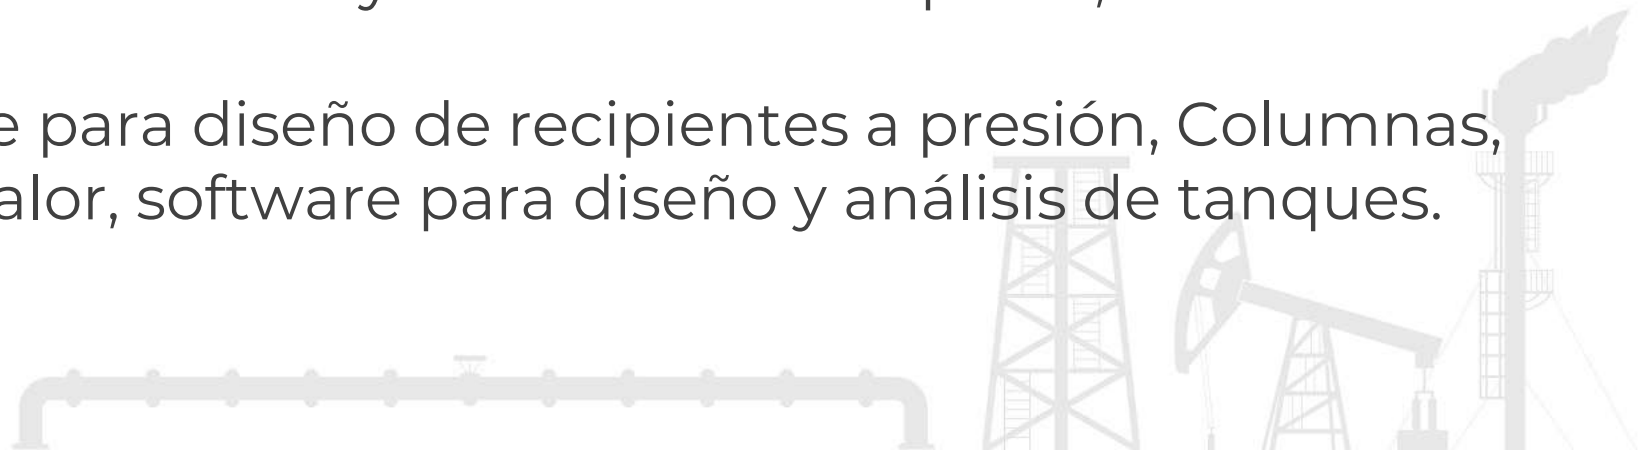 e para diseño de recipientes a presión, Columnas,
alor, software para diseño y análisis de tanques.